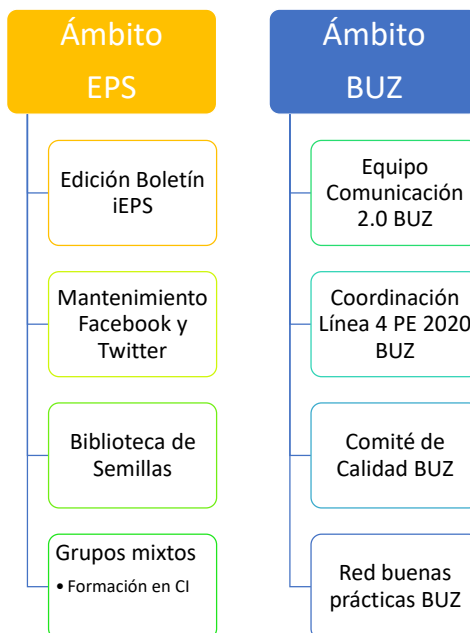 Ámbito
EPS
Edición Boletín
iEPS
Mantenimiento
Facebook y
Twitter
Biblioteca de
Semillas
Grupos mixtos
• Formación en CI
Ámbito
BUZ
Equipo
Comunicación
2.0 BUZ
Coordinación
Línea 4 PE 2020
BUZ
Comité de
Calidad BUZ
Red buenas
prácticas BUZ